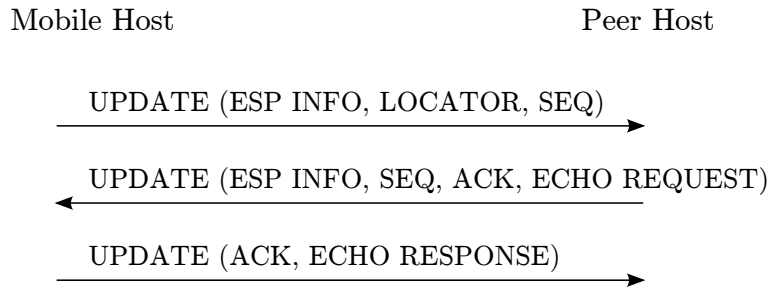 Mobile Host Peer Host
UPDATE (ESP INFO, LOCATOR, SEQ)
UPDATE (ESP INFO, SEQ, ACK, ECHO REQUEST)
UPDATE (ACK, ECHO RESPONSE)